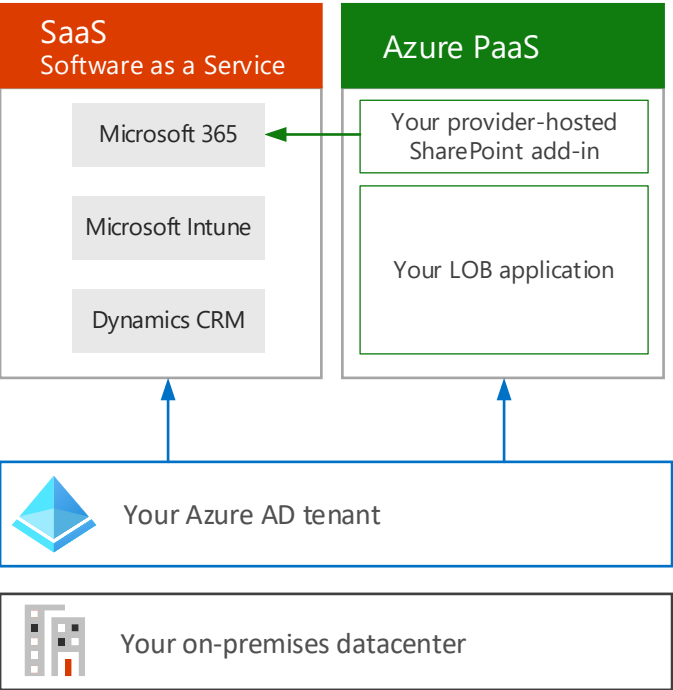 SaaS
Software as a Service
Azure PaaS
Microsoft 365
Your provider-hosted
SharePoint add-in
Microsoft Intune
Your LOB application
Dynamics CRM
Your Azure AD tenant
Your on-premises datacenter